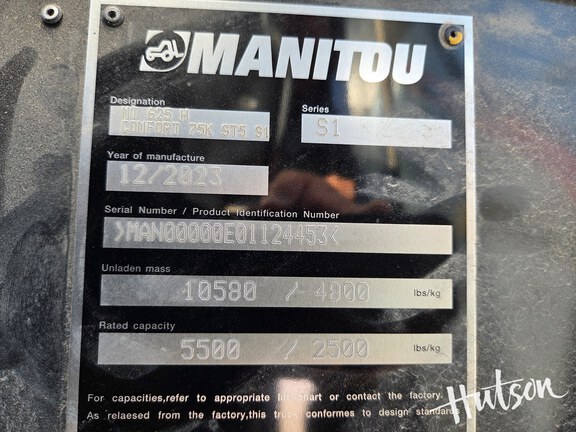 MANITOU
Designation
MT 625 H
COMFORT 25K ST5 S1
Series
S1
Year of manufacture
12/2023
Serial Number / Product Identification Number
>MAN00000E01124453<
Unladen mass
10580 / 4800 lbs/kg
Rated capacity
5500 / 2500 lbs/kg
For capacities,refer to appropriate chart or contact the factory.
As relaesed from the factory,this truck conformes to design standards
Hutson